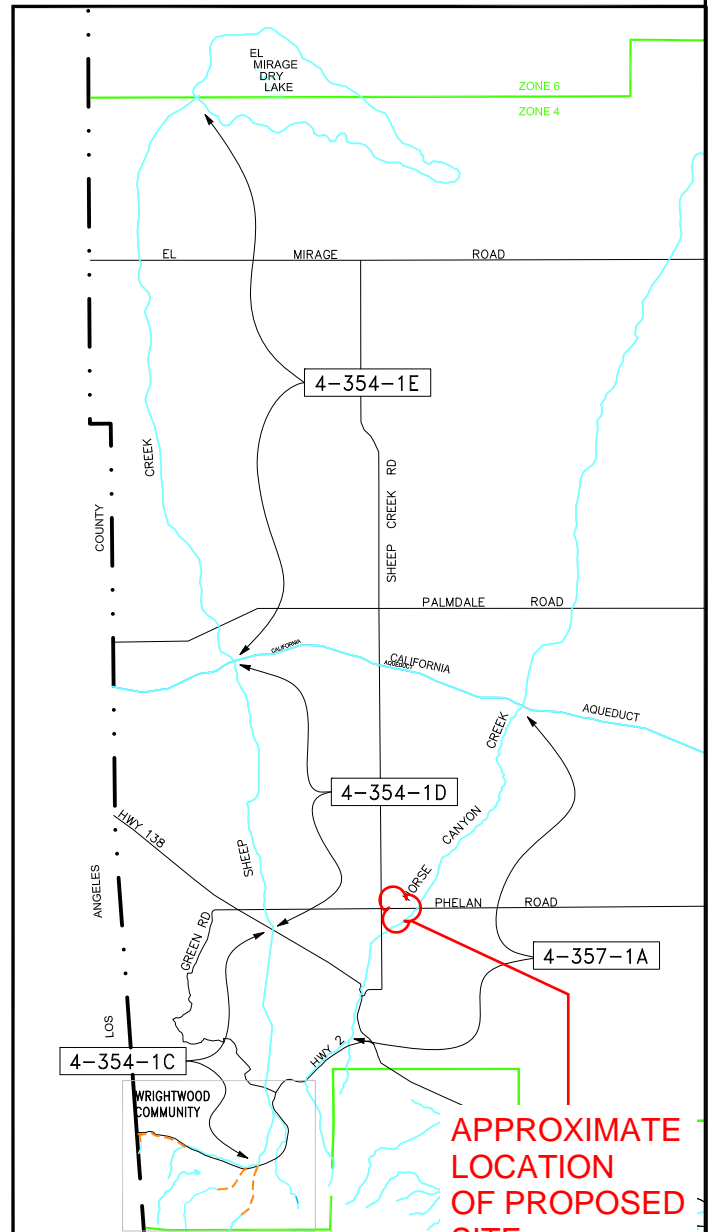 EL
MIRAGE
DRY
LAKE
ZONE 6
ZONE 4
EL MIRAGE ROAD
4-354-1E
CREEK
SHEEP CREEK RD
COUNTY
PALMDALE ROAD
CALIFORNIA
CALIFORNIA
AQUEDUCT
AQUEDUCT
CREEK
4-354-1D
HWY 138
SHEEP
CANYON
ANGELES
PHELAN ROAD
GREEN RD
4-357-1A
LOS
HWY 2
4-354-1C
WRIGHTWOOD
COMMUNITY
APPROXIMATE
LOCATION
OF PROPOSED